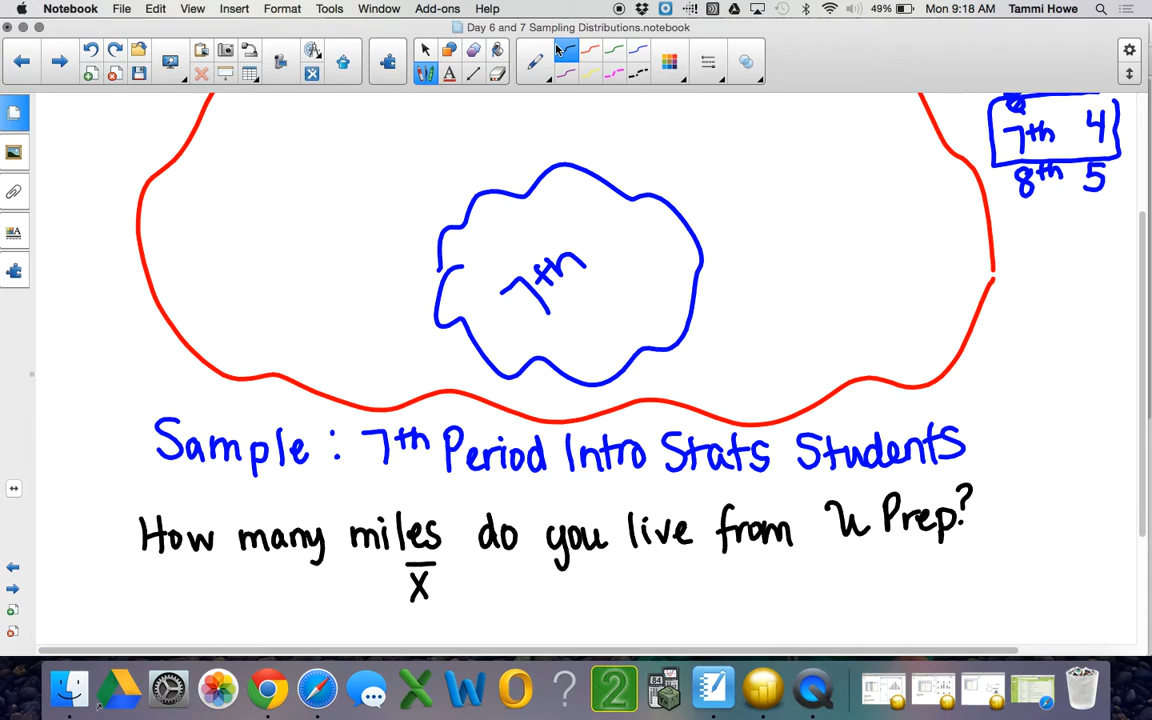 Notebook File Edit View Insert Format Tools Window Add-ons Help 49% Mon 9:18 AM Tammi Howe
Day 6 and 7 Sampling Distributions.notebook
7th 4
8th 5
7th
Sample : 7th Period Intro Stats Students
How many miles do you live from U Prep?
x̄